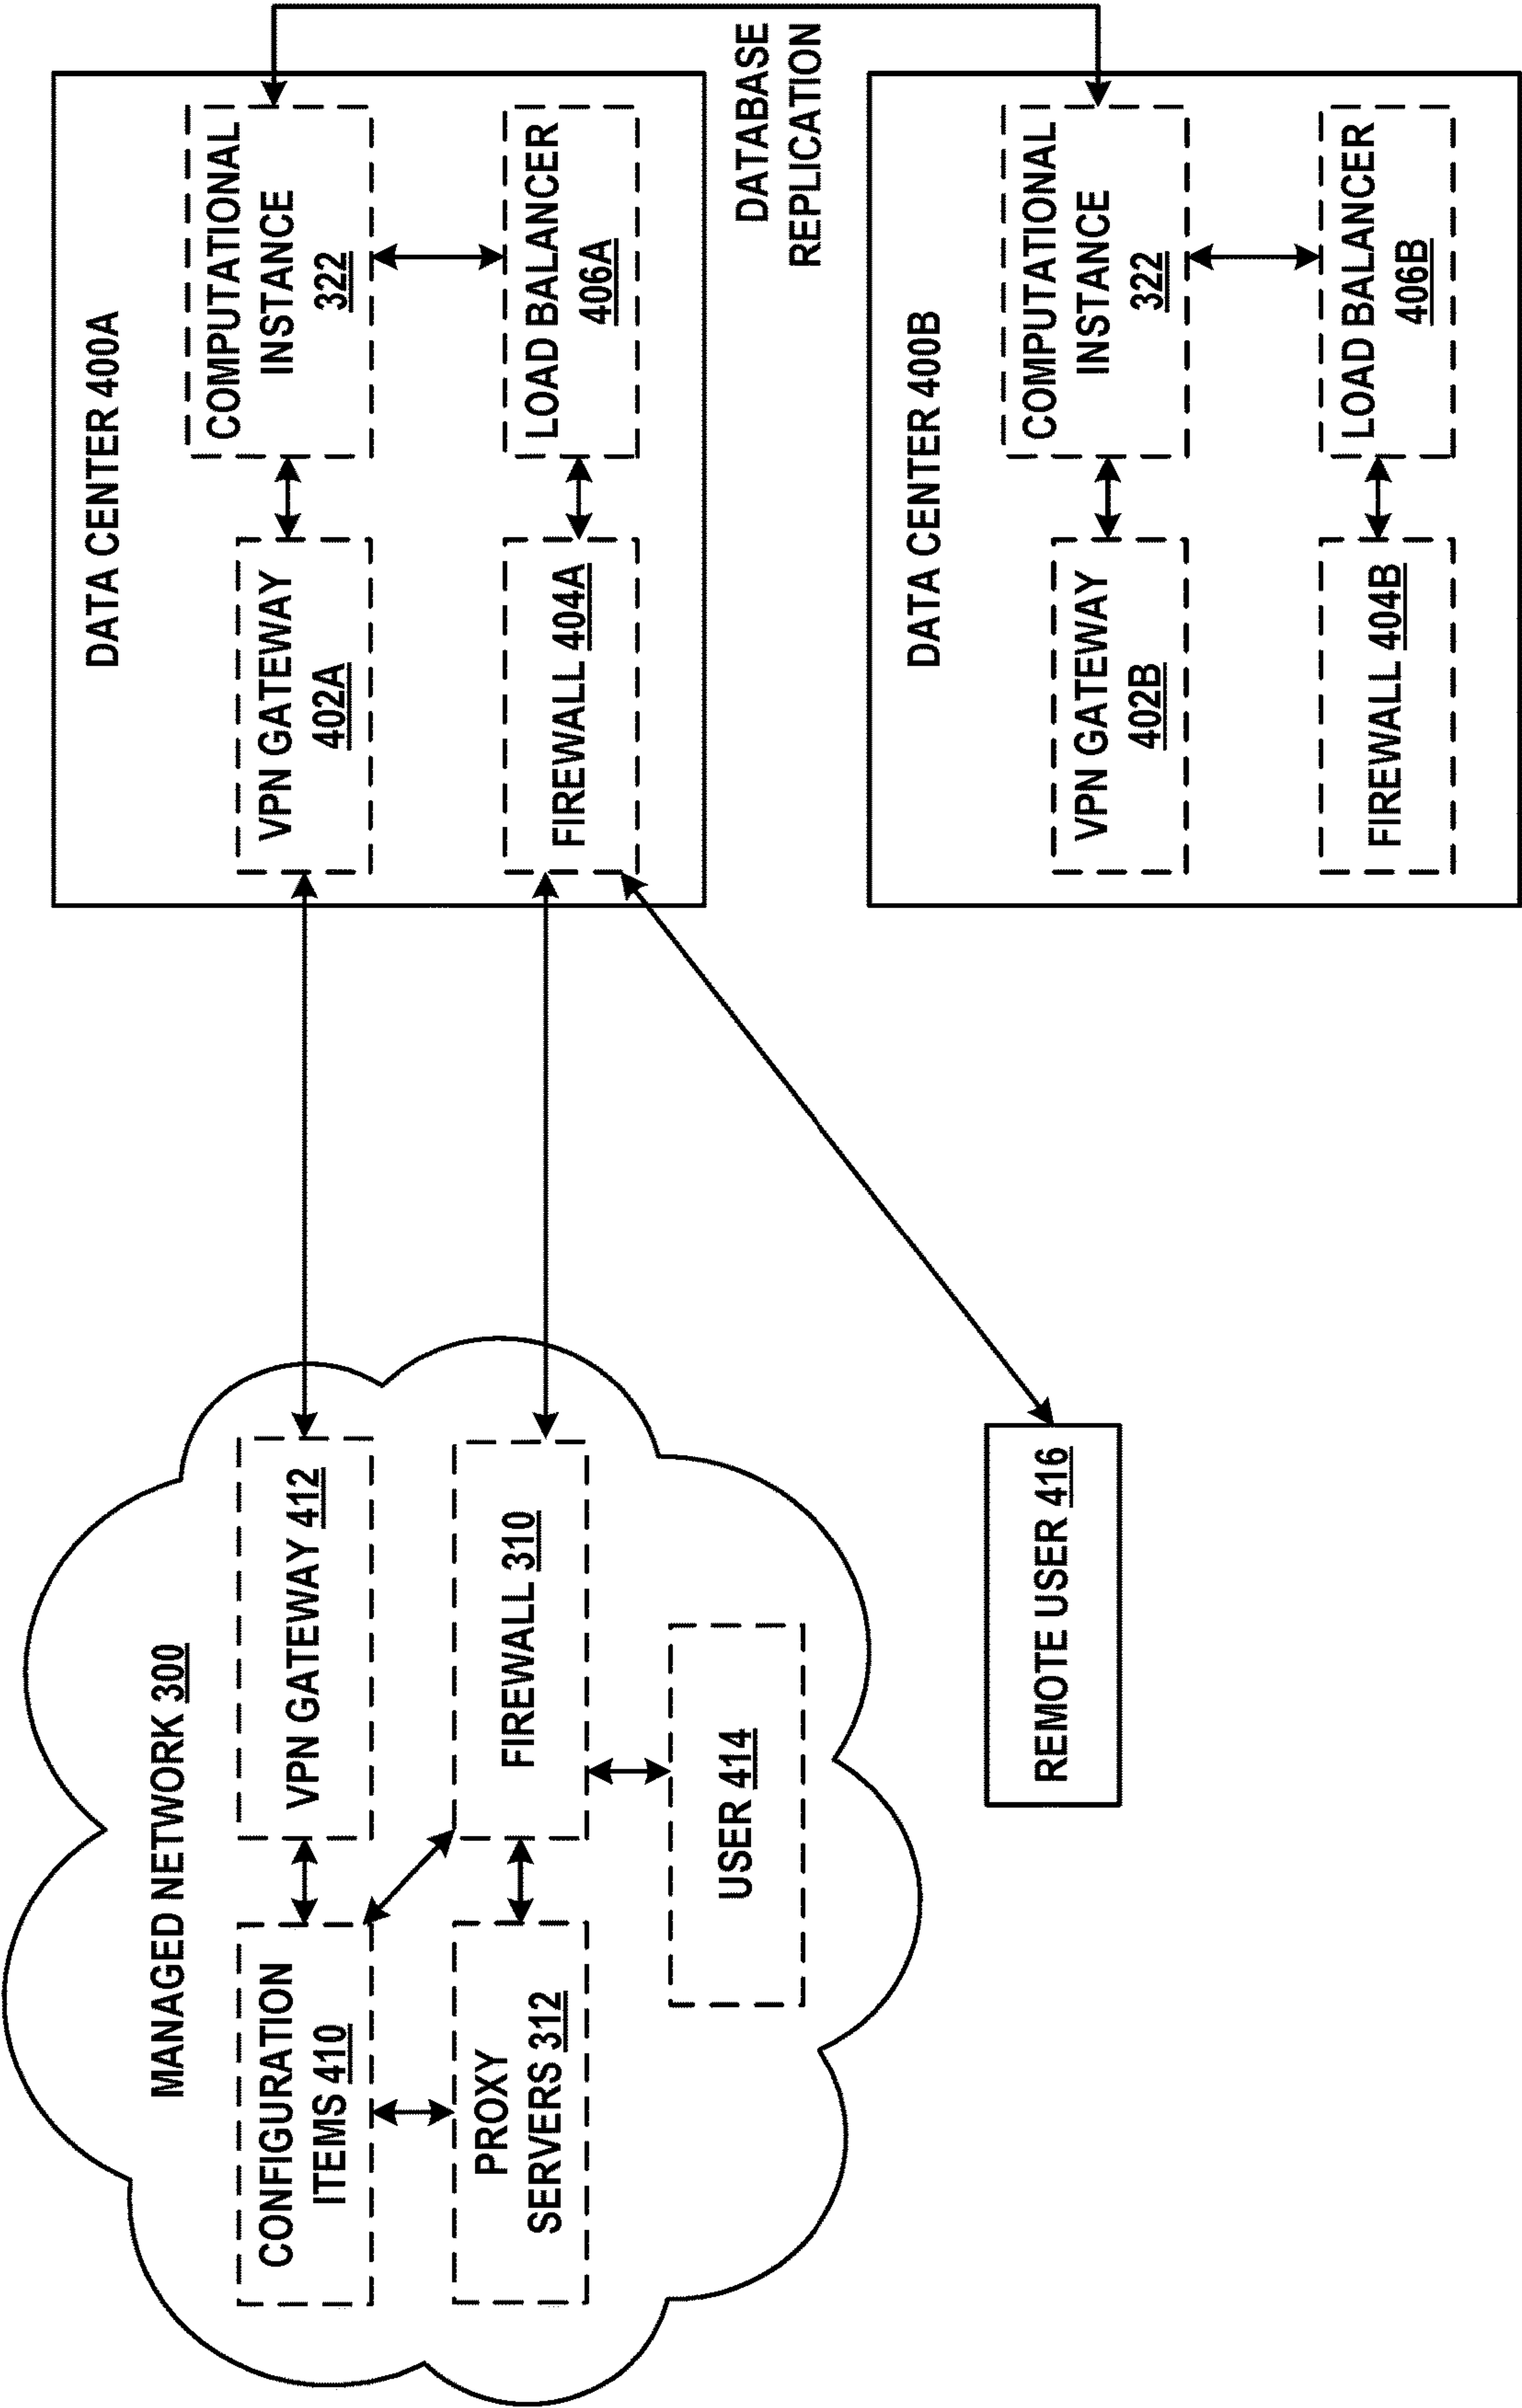 MANAGED NETWORK 300
CONFIGURATION
ITEMS 410
VPN GATEWAY 412
PROXY
SERVERS 312
FIREWALL 310
USER 414
REMOTE USER 416
DATA CENTER 400A
VPN GATEWAY
402A
COMPUTATIONAL
INSTANCE
322
FIREWALL 404A
LOAD BALANCER
406A
DATABASE
REPLICATION
DATA CENTER 400B
VPN GATEWAY
402B
COMPUTATIONAL
INSTANCE
322
FIREWALL 404B
LOAD BALANCER
406B